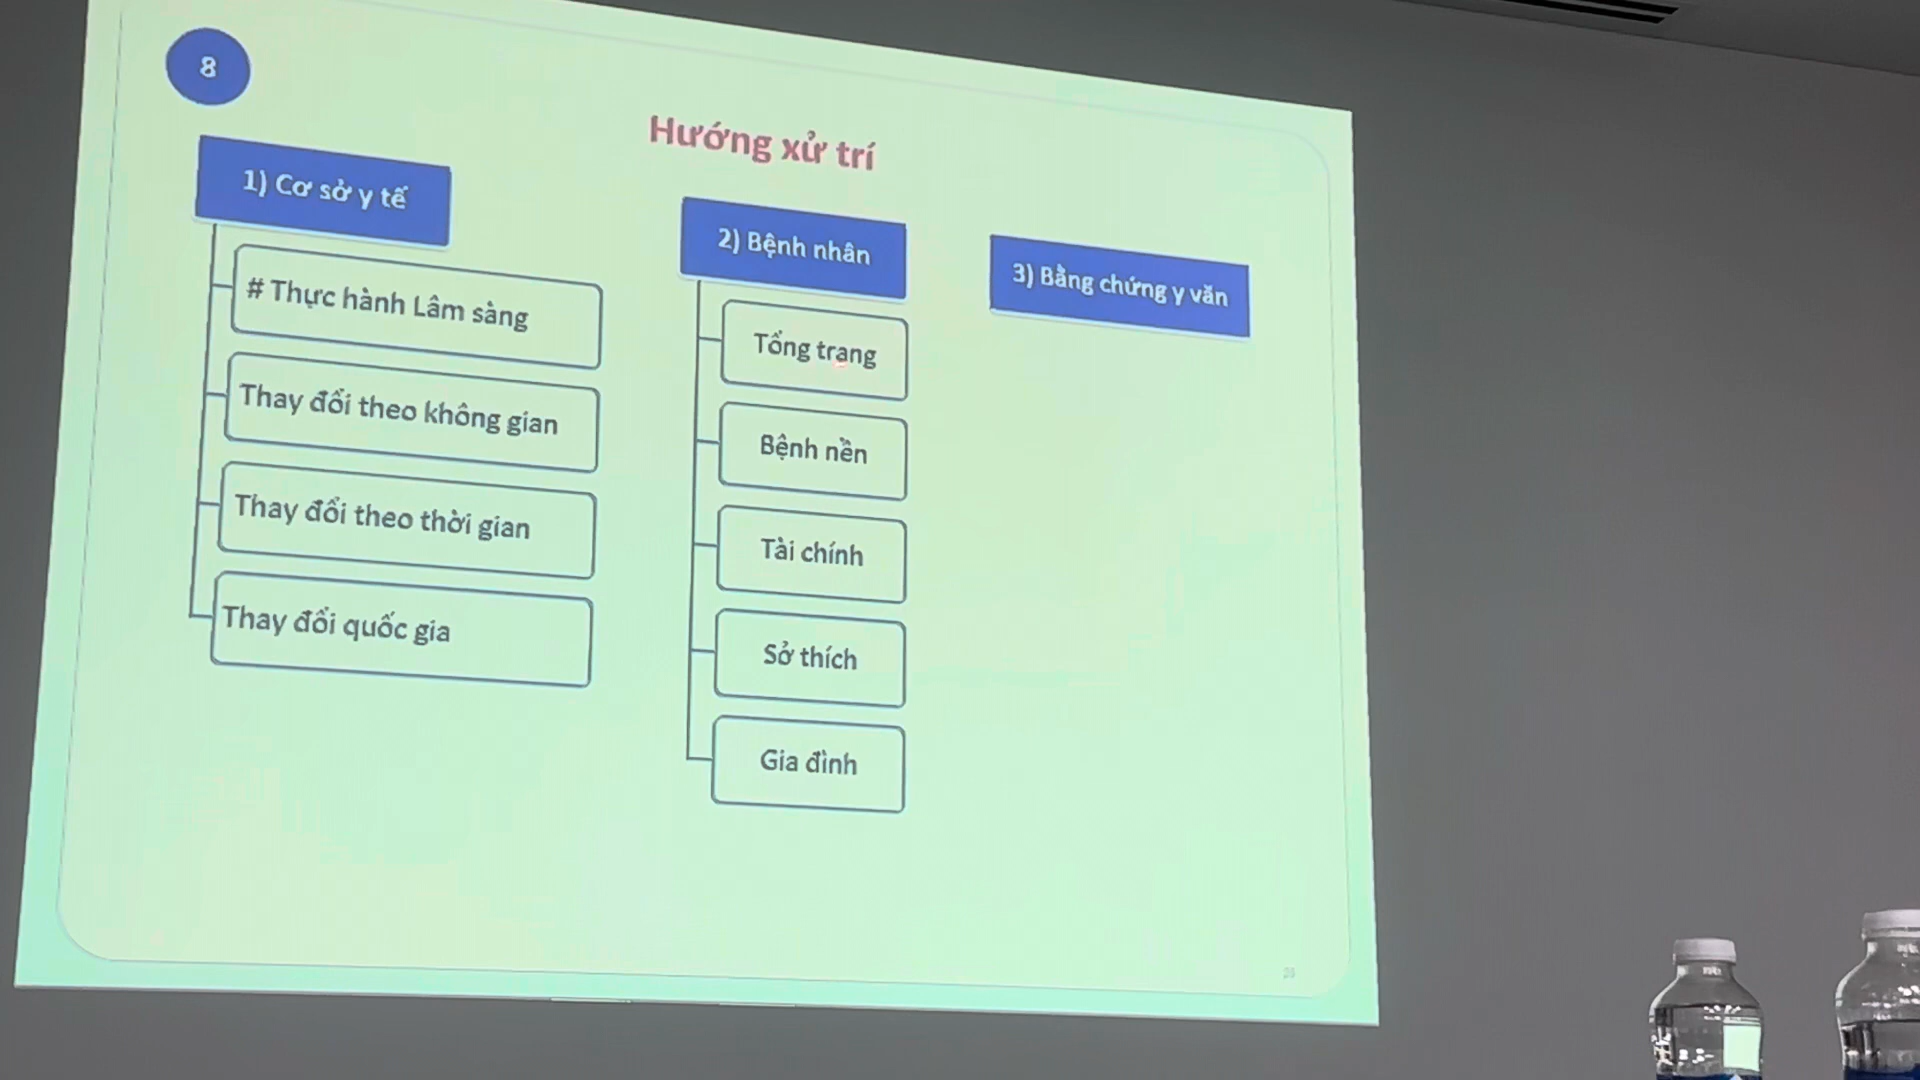 8
Hướng xử trí
1) Cơ sở y tế
# Thực hành Lâm sàng
Thay đổi theo không gian
Thay đổi theo thời gian
Thay đổi quốc gia
2) Bệnh nhân
Tổng trạng
Bệnh nền
Tài chính
Sở thích
Gia đình
3) Bằng chứng y văn